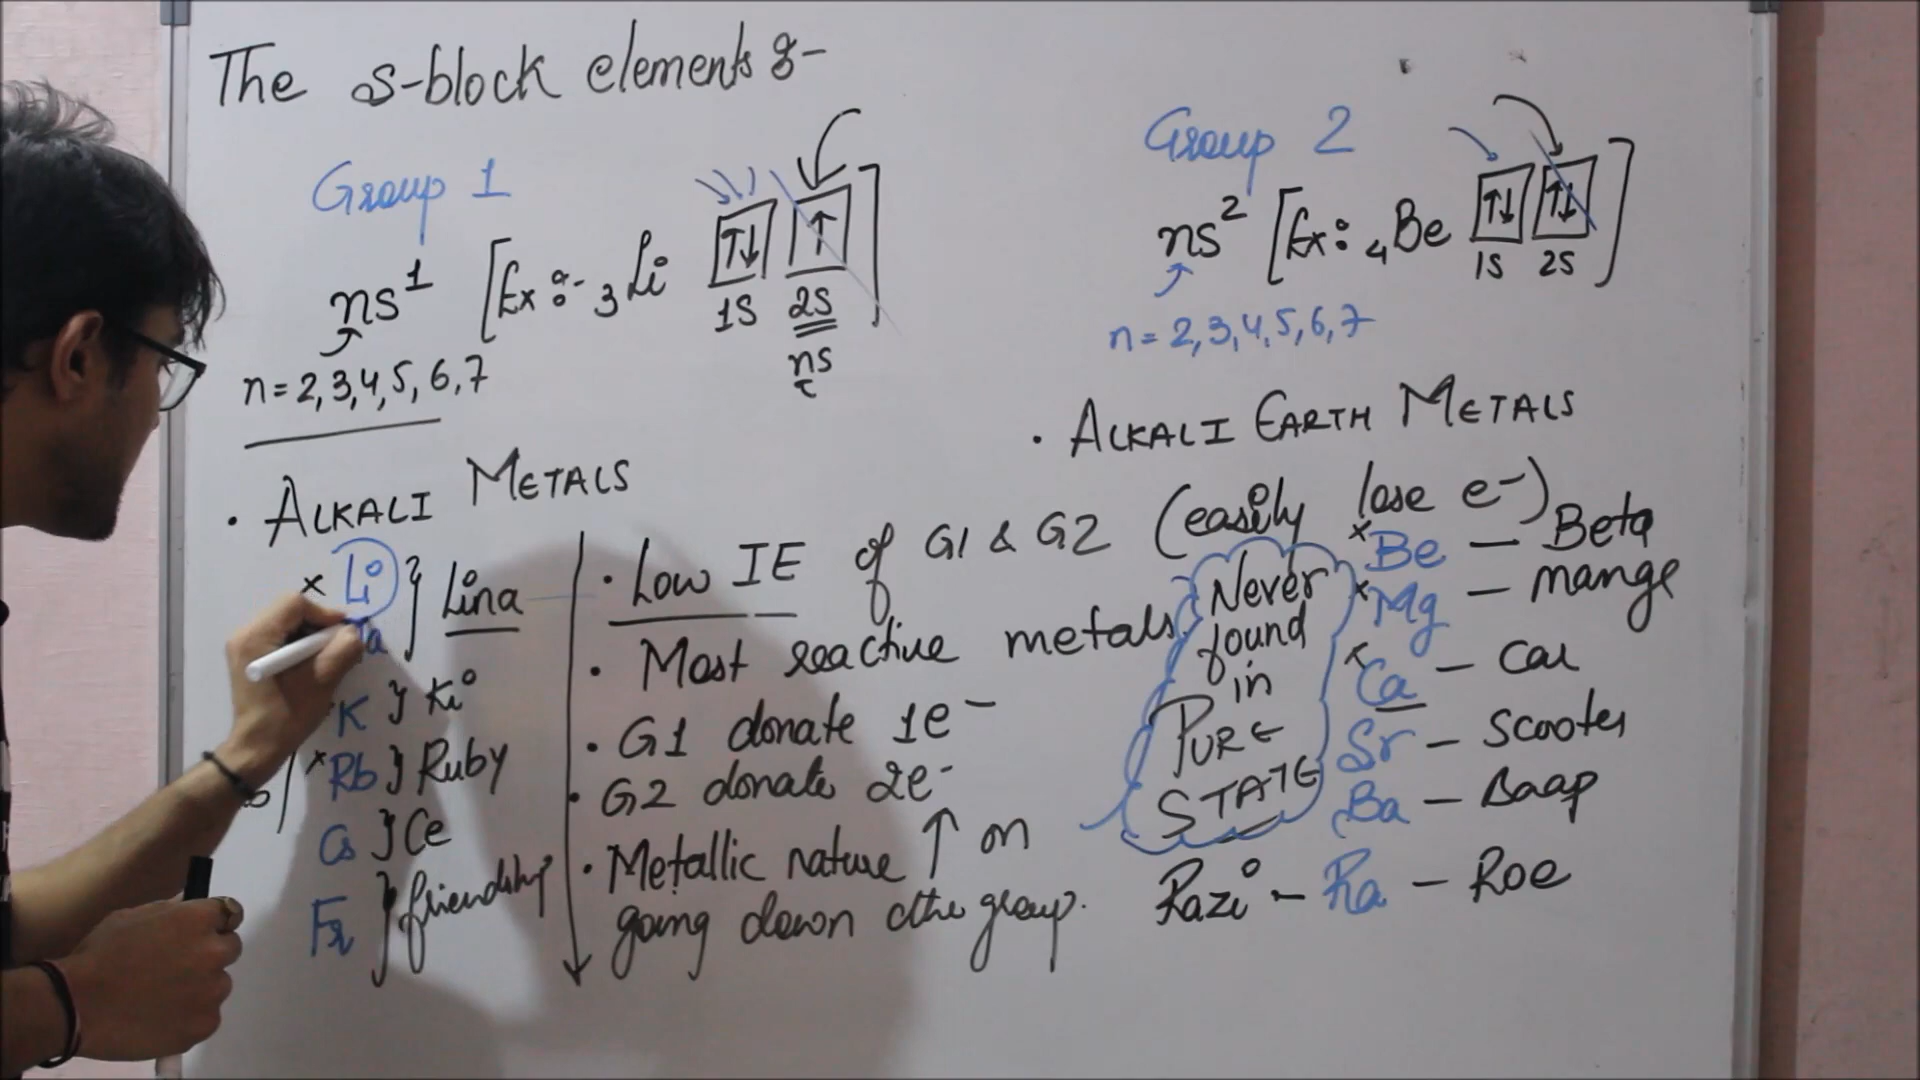 The s-block elements :-
Group 1
ns¹ [Ex :- ₃Li ↑↓ ↑ ]
1S 2S
ns
n = 2, 3, 4, 5, 6, 7
• ALKALI METALS
Li } Lina
Na
K } Ki
Rb } Ruby
Cs } Ce
Fr } friendship
Group 2
ns² [Ex : ₄Be ↑↓ ↑↓ ]
1S 2S
n = 2, 3, 4, 5, 6, 7
• ALKALI EARTH METALS
• Low IE of G1 & G2 (easily lose e⁻)
• Most reactive metals
• G1 donate 1e⁻
• G2 donate 2e⁻
• Metallic nature ↑ on
going down the group.
Never
found
in
PURE
STATE
Be – Beta
Mg – mange
Ca – Car
Sr – Scooter
Ba – Baap
Razi – Ra – Roe